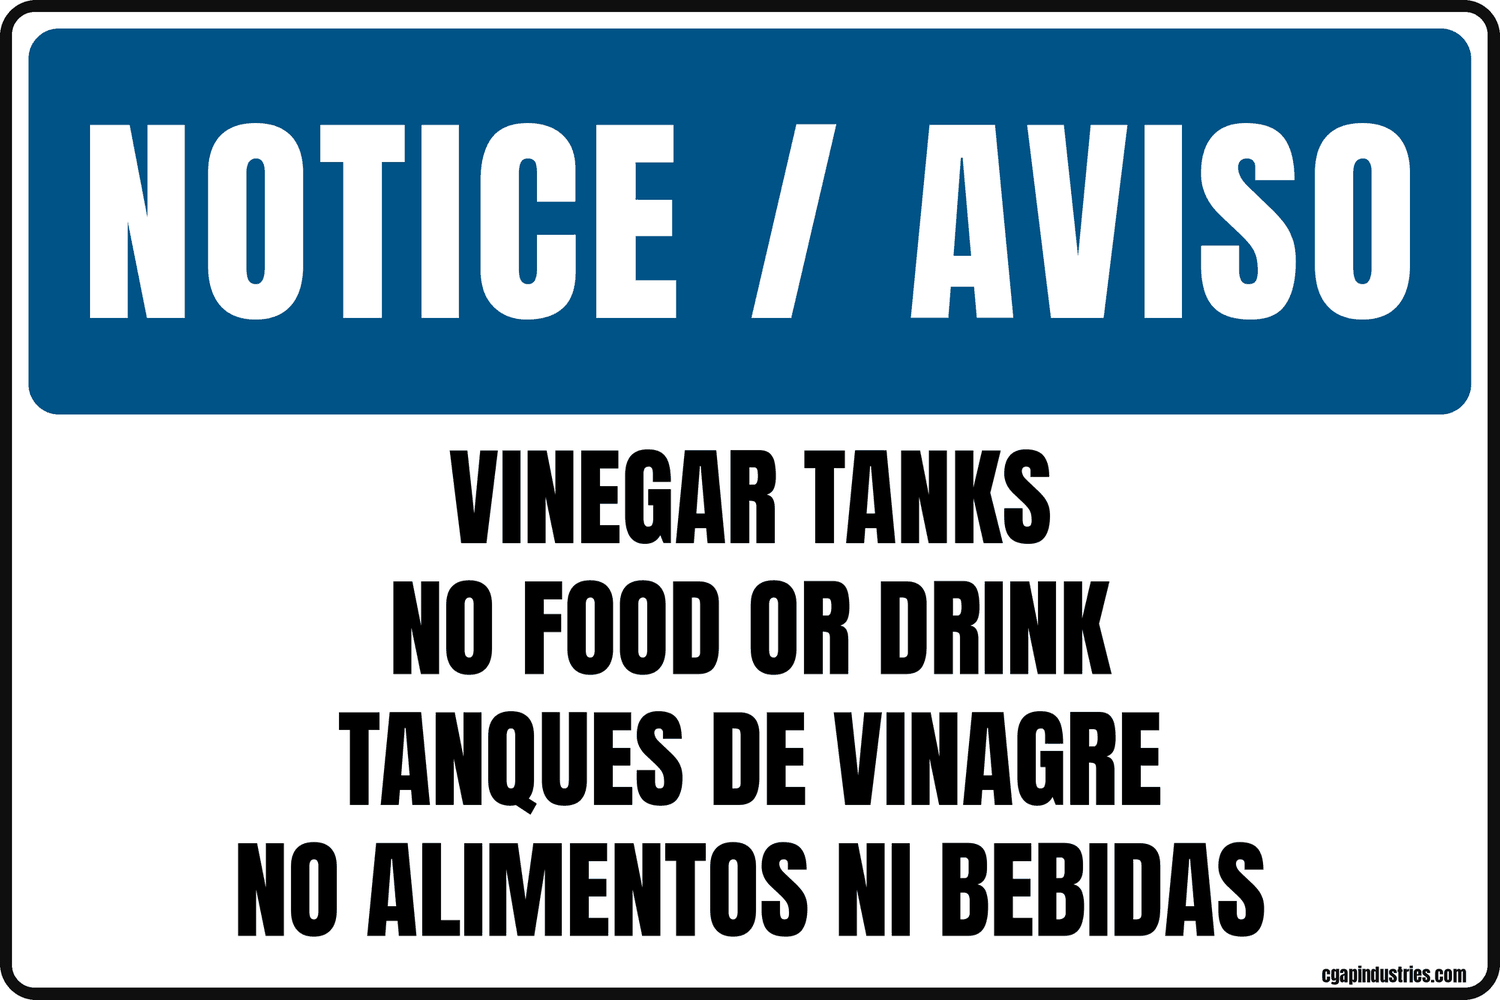 NOTICE / AVISO
VINEGAR TANKS
NO FOOD OR DRINK
TANQUES DE VINAGRE
NO ALIMENTOS NI BEBIDAS
cgapindustries.com